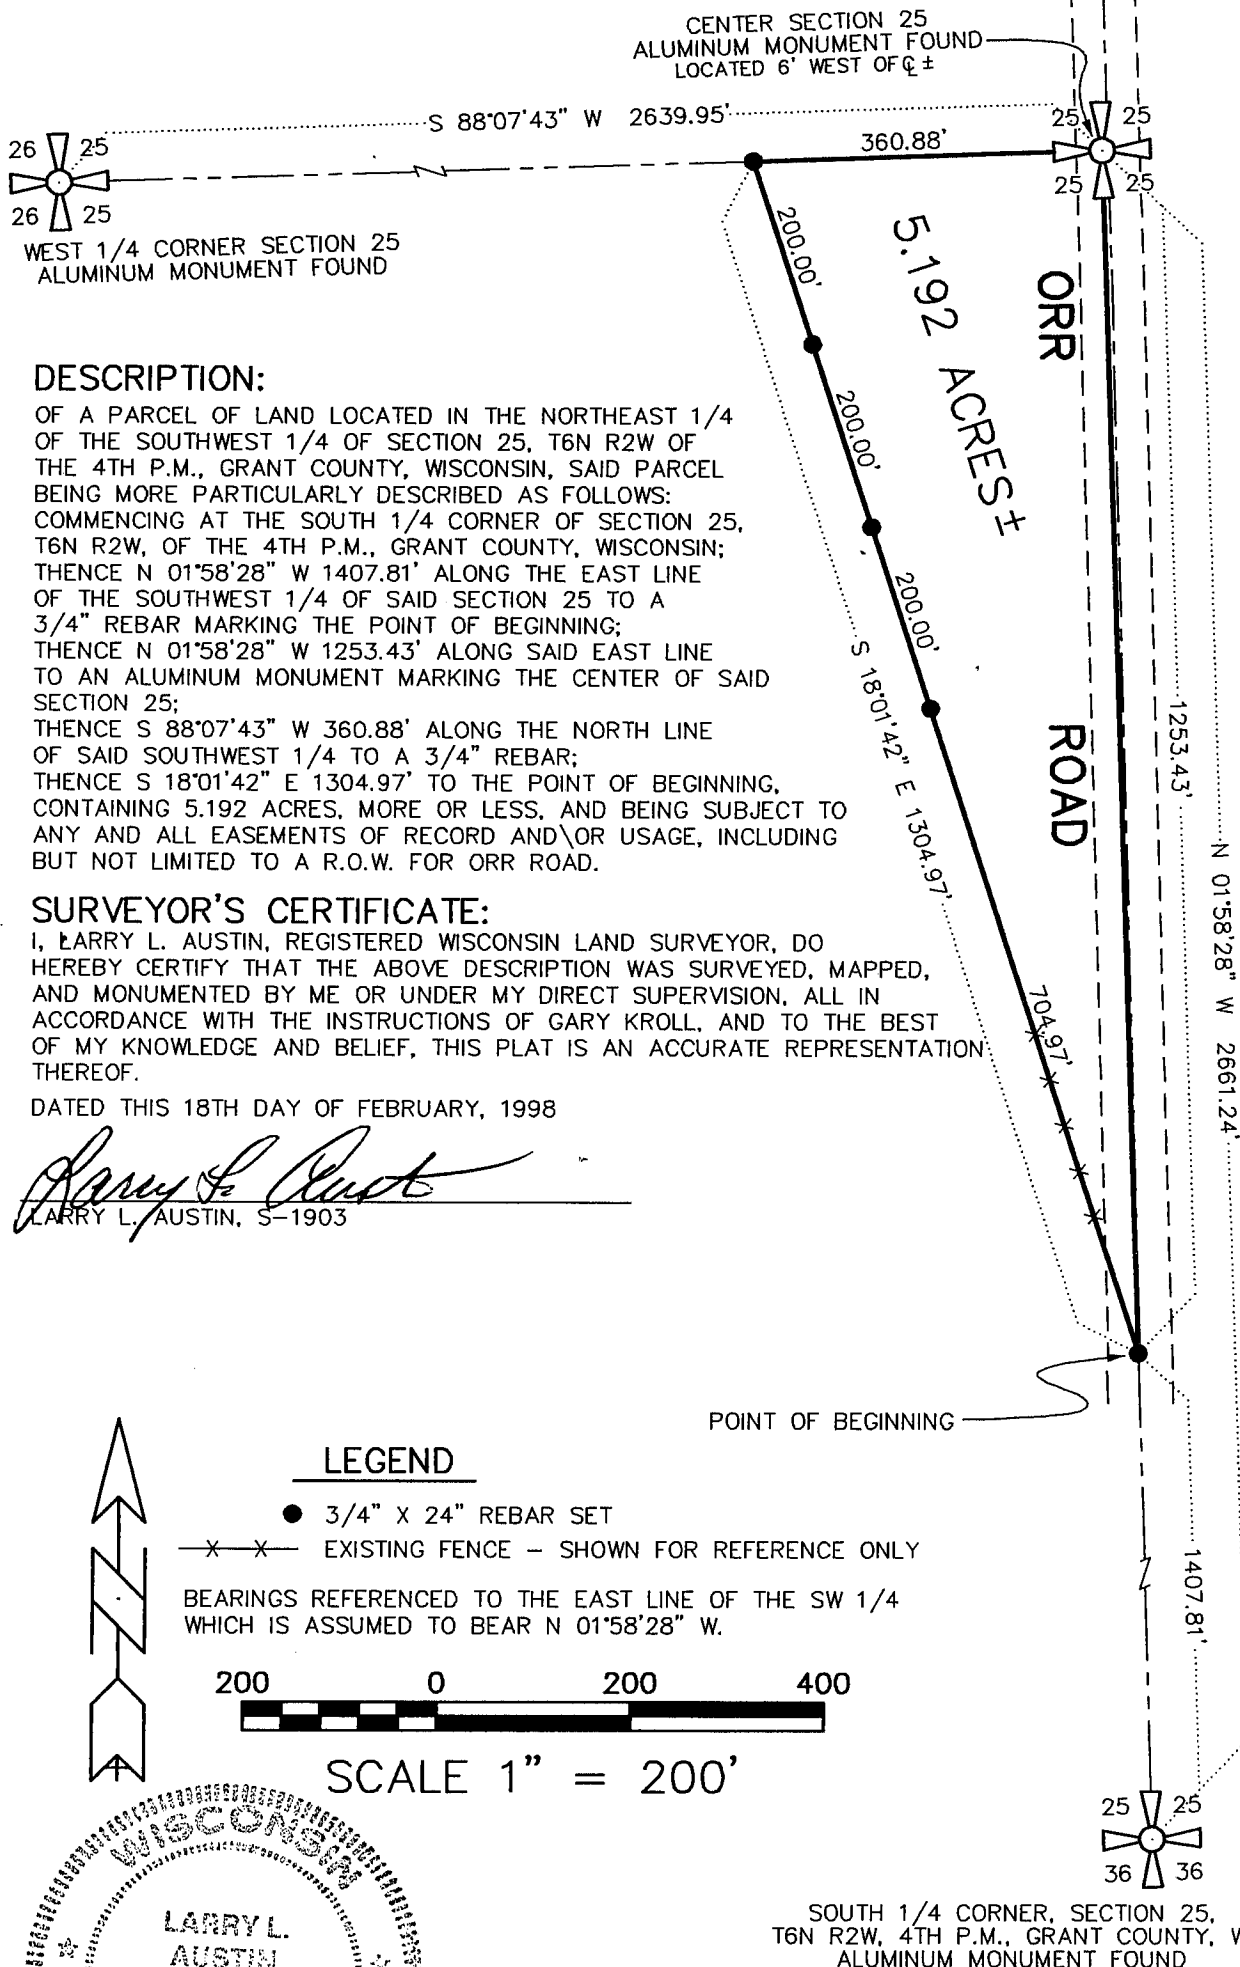 CENTER SECTION 25
ALUMINUM MONUMENT FOUND
LOCATED 6' WEST OF ℄ ±
S 88°07'43" W 2639.95'
360.88'
26 25
26 25
25 25
25 25
WEST 1/4 CORNER SECTION 25
ALUMINUM MONUMENT FOUND
200.00'
200.00'
200.00'
704.97'
S 18°01'42" E 1304.97'
5.192 ACRES±
ORR
ROAD
1253.43'
N 01°58'28" W 2661.24'
DESCRIPTION:
OF A PARCEL OF LAND LOCATED IN THE NORTHEAST 1/4
OF THE SOUTHWEST 1/4 OF SECTION 25, T6N R2W OF
THE 4TH P.M., GRANT COUNTY, WISCONSIN, SAID PARCEL
BEING MORE PARTICULARLY DESCRIBED AS FOLLOWS:
COMMENCING AT THE SOUTH 1/4 CORNER OF SECTION 25,
T6N R2W, OF THE 4TH P.M., GRANT COUNTY, WISCONSIN;
THENCE N 01°58'28" W 1407.81' ALONG THE EAST LINE
OF THE SOUTHWEST 1/4 OF SAID SECTION 25 TO A
3/4" REBAR MARKING THE POINT OF BEGINNING;
THENCE N 01°58'28" W 1253.43' ALONG SAID EAST LINE
TO AN ALUMINUM MONUMENT MARKING THE CENTER OF SAID
SECTION 25;
THENCE S 88°07'43" W 360.88' ALONG THE NORTH LINE
OF SAID SOUTHWEST 1/4 TO A 3/4" REBAR;
THENCE S 18°01'42" E 1304.97' TO THE POINT OF BEGINNING,
CONTAINING 5.192 ACRES, MORE OR LESS, AND BEING SUBJECT TO
ANY AND ALL EASEMENTS OF RECORD AND\OR USAGE, INCLUDING
BUT NOT LIMITED TO A R.O.W. FOR ORR ROAD.
SURVEYOR'S CERTIFICATE:
I, LARRY L. AUSTIN, REGISTERED WISCONSIN LAND SURVEYOR, DO
HEREBY CERTIFY THAT THE ABOVE DESCRIPTION WAS SURVEYED, MAPPED,
AND MONUMENTED BY ME OR UNDER MY DIRECT SUPERVISION, ALL IN
ACCORDANCE WITH THE INSTRUCTIONS OF GARY KROLL, AND TO THE BEST
OF MY KNOWLEDGE AND BELIEF, THIS PLAT IS AN ACCURATE REPRESENTATION
THEREOF.
DATED THIS 18TH DAY OF FEBRUARY, 1998
Larry L. Aust
LARRY L. AUSTIN, S-1903
POINT OF BEGINNING
1407.81'
N
LEGEND
3/4" X 24" REBAR SET
X X EXISTING FENCE – SHOWN FOR REFERENCE ONLY
BEARINGS REFERENCED TO THE EAST LINE OF THE SW 1/4
WHICH IS ASSUMED TO BEAR N 01°58'28" W.
200 0 200 400
SCALE 1" = 200'
WISCONSIN
LARRY L.
AUSTIN
25 25
36 36
SOUTH 1/4 CORNER, SECTION 25,
T6N R2W, 4TH P.M., GRANT COUNTY, W
ALUMINUM MONUMENT FOUND